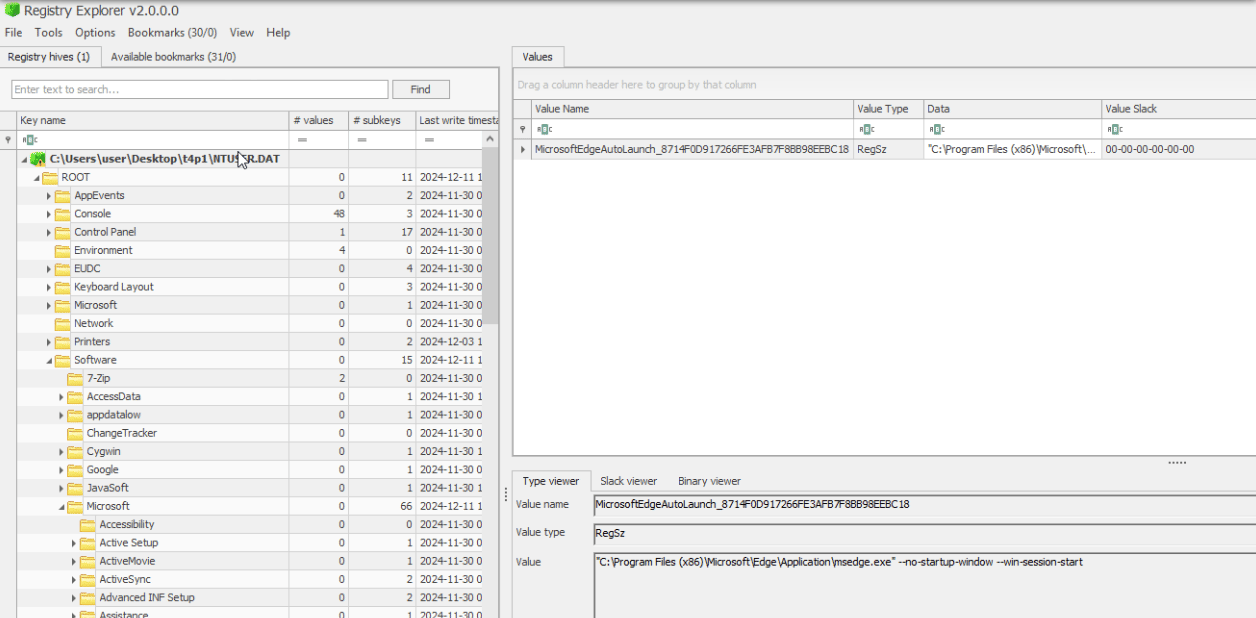 Registry Explorer v2.0.0.0
File Tools Options Bookmarks (30/0) View Help
Registry hives (1) Available bookmarks (31/0)
Enter text to search... Find
Key name # values # subkeys Last write timesta
C:\Users\user\Desktop\t4p1\NTUSER.DAT
ROOT 0 11 2024-12-11 1
AppEvents 0 2 2024-11-30 0
Console 48 3 2024-11-30 0
Control Panel 1 17 2024-11-30 0
Environment 4 0 2024-11-30 0
EUDC 0 4 2024-11-30 0
Keyboard Layout 0 3 2024-11-30 0
Microsoft 0 1 2024-11-30 0
Network 0 0 2024-11-30 0
Printers 0 2 2024-12-03 1
Software 0 15 2024-12-11 1
7-Zip 2 0 2024-11-30 0
AccessData 0 1 2024-11-30 1
appdatalow 0 1 2024-11-30 0
ChangeTracker 0 0 2024-11-30 0
Cygwin 0 1 2024-11-30 1
Google 0 1 2024-11-30 0
JavaSoft 0 1 2024-11-30 0
Microsoft 0 66 2024-12-11 1
Accessibility 0 0 2024-11-30 0
Active Setup 0 1 2024-11-30 0
ActiveMovie 0 1 2024-11-30 0
ActiveSync 0 2 2024-11-30 0
Advanced INF Setup 0 2 2024-11-30 0
Assistance 0 1 2024-11-30 0
Values
Drag a column header here to group by that column
Value Name Value Type Data Value Slack
MicrosoftEdgeAutoLaunch_8714F0D917266FE3AFB7F8BB98EEBC18 RegSz "C:\Program Files (x86)\Microsoft\... 00-00-00-00-00-00
Type viewer Slack viewer Binary viewer
Value name MicrosoftEdgeAutoLaunch_8714F0D917266FE3AFB7F8BB98EEBC18
Value type RegSz
Value "C:\Program Files (x86)\Microsoft\Edge\Application\msedge.exe" --no-startup-window --win-session-start